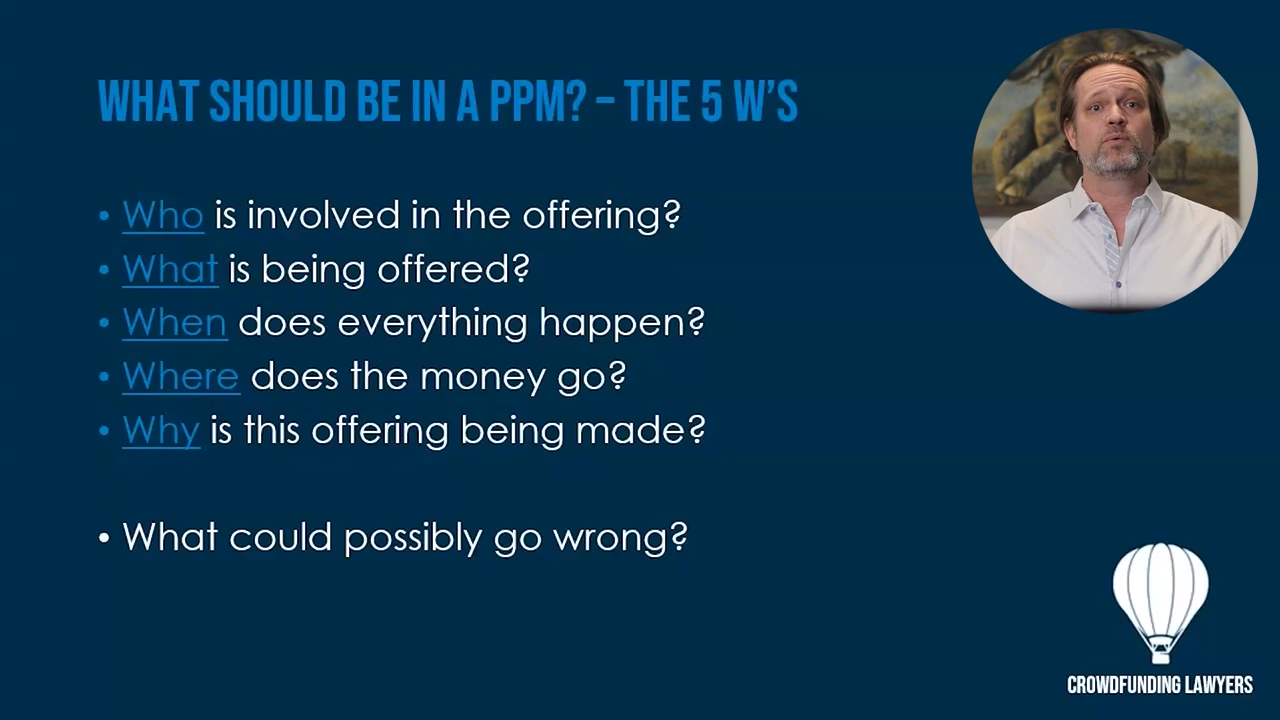 WHAT SHOULD BE IN A PPM? – THE 5 W'S
• Who is involved in the offering?
• What is being offered?
• When does everything happen?
• Where does the money go?
• Why is this offering being made?
• What could possibly go wrong?
CROWDFUNDING LAWYERS